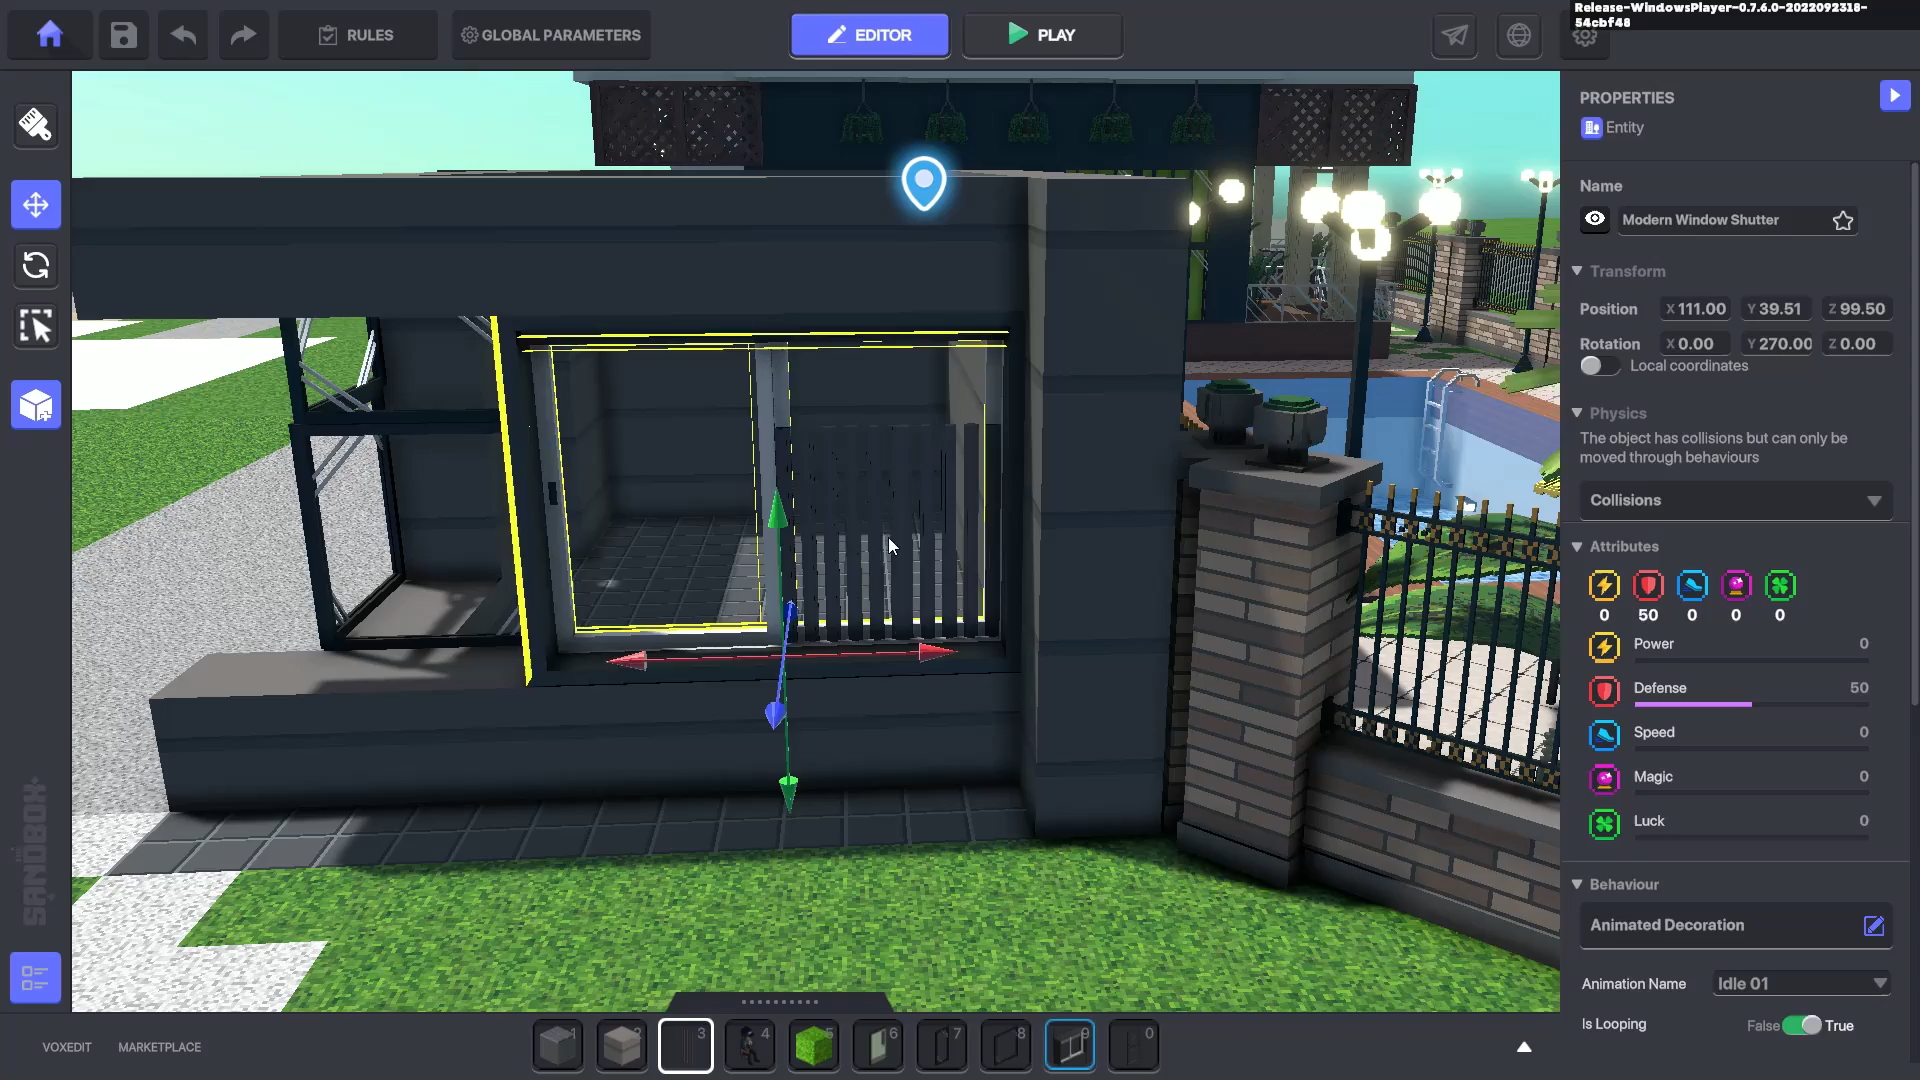 Release-WindowsPlayer-0.7.6.0-2022092318-
54cbf48
RULES
GLOBAL PARAMETERS
EDITOR
PLAY
PROPERTIES
Entity
Name
Modern Window Shutter
Transform
Position X 111.00 Y 39.51 Z 99.50
Rotation X 0.00 Y 270.00 Z 0.00
Local coordinates
Physics
The object has collisions but can only be
moved through behaviours
Collisions
Attributes
0 50 0 0 0
Power 0
Defense 50
Speed 0
Magic 0
Luck 0
Behaviour
Animated Decoration
Animation Name Idle 01
Is Looping False True
THE SANDBOX
VOXEDIT MARKETPLACE
1 2 3 4 5 6 7 8 9 0